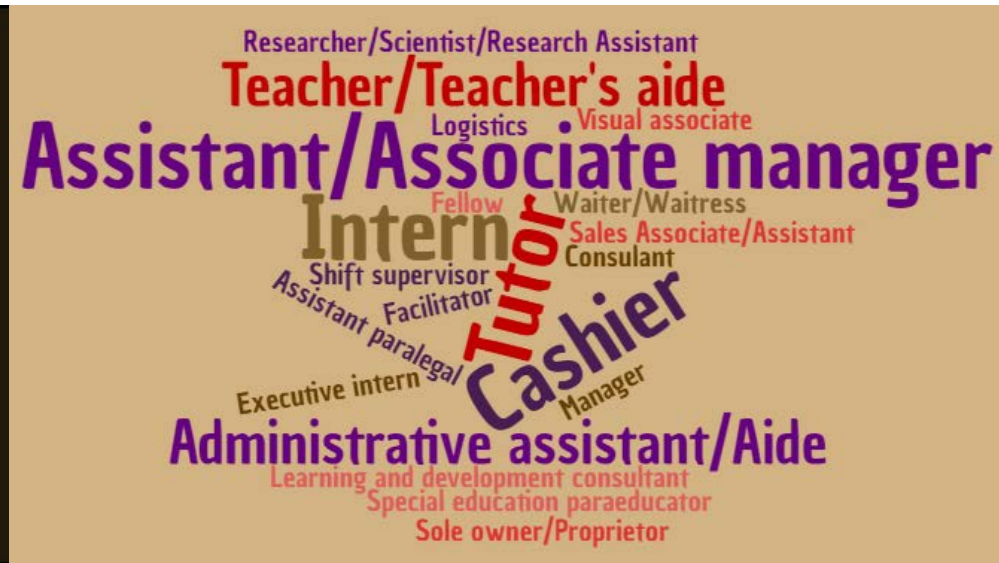 Researcher/Scientist/Research Assistant
Teacher/Teacher's aide
Logistics
Visual associate
Assistant/Associate manager
Intern
Fellow
Tutor
Waiter/Waitress
Sales Associate/Assistant
Consulant
Shift supervisor
Facilitator
Assistant paralegal
Cashier
Executive intern
Manager
Administrative assistant/Aide
Learning and development consultant
Special education paraeducator
Sole owner/Proprietor